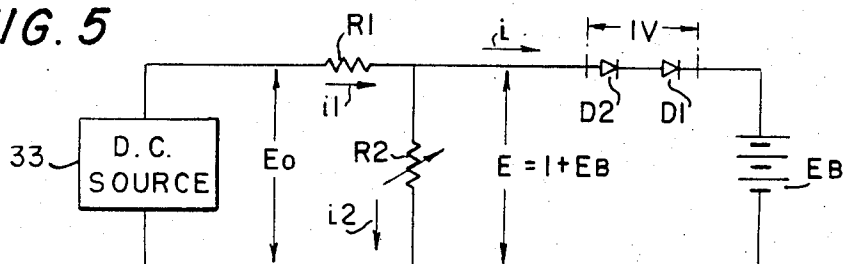 FIG. 5
R1
i
1V
i1
D2
D1
33
D. C.
SOURCE
Eo
R2
E = 1 + EB
EB
i2